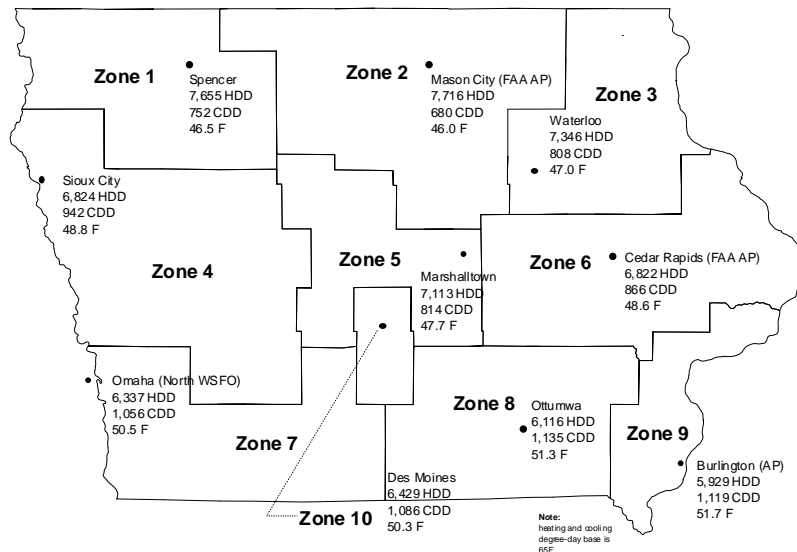 Zone 1
Spencer
7,655 HDD
752 CDD
46.5 F
Zone 2
Mason City (FAA AP)
7,716 HDD
680 CDD
46.0 F
Zone 3
Waterloo
7,346 HDD
808 CDD
47.0 F
Sioux City
6,824 HDD
942 CDD
48.8 F
Zone 4
Zone 5
Marshalltown
7,113 HDD
814 CDD
47.7 F
Zone 6
Cedar Rapids (FAA AP)
6,822 HDD
866 CDD
48.6 F
Omaha (North WSFO)
6,337 HDD
1,056 CDD
50.5 F
Zone 7
Zone 8
Ottumwa
6,116 HDD
1,135 CDD
51.3 F
Zone 9
Burlington (AP)
5,929 HDD
1,119 CDD
51.7 F
Des Moines
6,429 HDD
1,086 CDD
50.3 F
Zone 10
Note:
heating and cooling
degree-day base is
65F